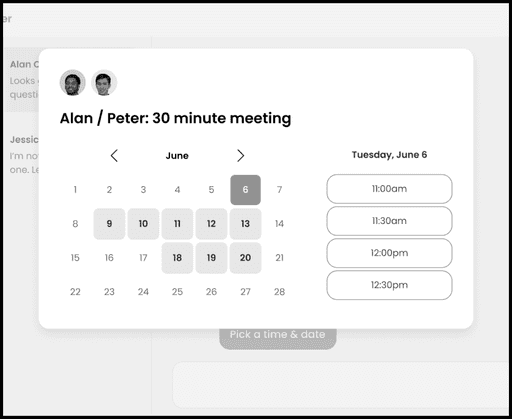 er
Alan
Looks
questi
Jessic
I'm no
one. Le
Alan / Peter: 30 minute meeting
June
1 2 3 4 5 6 7
8 9 10 11 12 13 14
15 16 17 18 19 20 21
22 23 24 25 26 27 28
Tuesday, June 6
11:00am
11:30am
12:00pm
12:30pm
Pick a time & date